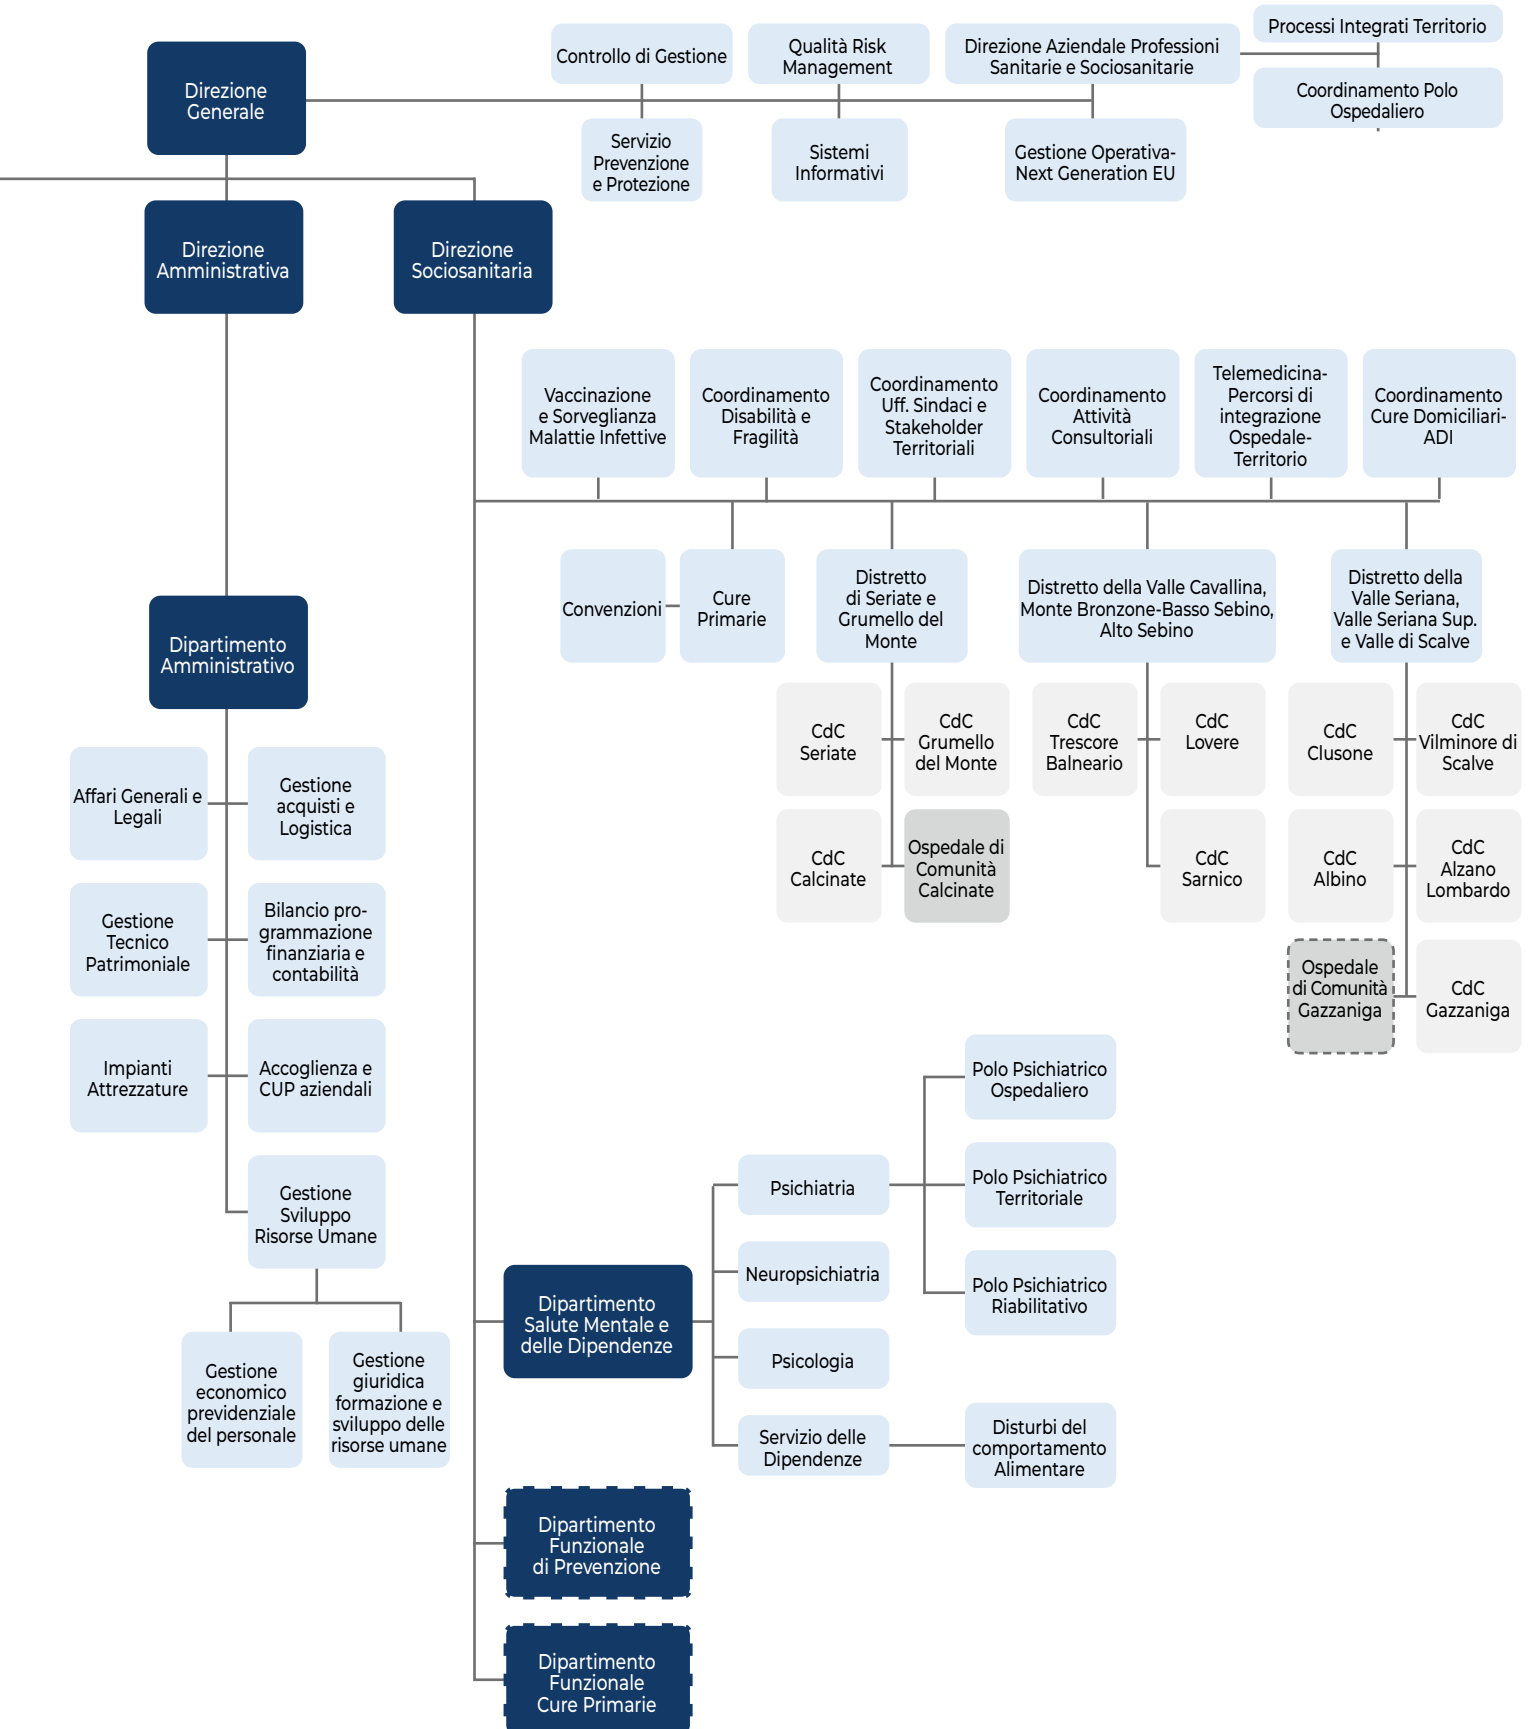 Direzione
Generale
Controllo di Gestione
Qualità Risk
Management
Direzione Aziendale Professioni
Sanitarie e Sociosanitarie
Processi Integrati Territorio
Coordinamento Polo
Ospedaliero
Servizio
Prevenzione
e Protezione
Sistemi
Informativi
Gestione Operativa-
Next Generation EU
Direzione
Amministrativa
Direzione
Sociosanitaria
Vaccinazione
e Sorveglianza
Malattie Infettive
Coordinamento
Disabilità e
Fragilità
Coordinamento
Uff. Sindaci e
Stakeholder
Territoriali
Coordinamento
Attività
Consultoriali
Telemedicina-
Percorsi di
integrazione
Ospedale-
Territorio
Coordinamento
Cure Domiciliari-
ADI
Convenzioni
Cure
Primarie
Distretto
di Seriate e
Grumello del
Monte
Distretto della Valle Cavallina,
Monte Bronzone-Basso Sebino,
Alto Sebino
Distretto della
Valle Seriana,
Valle Seriana Sup.
e Valle di Scalve
Dipartimento
Amministrativo
CdC
Seriate
CdC
Grumello
del Monte
CdC
Trescore
Balneario
CdC
Lovere
CdC
Clusone
CdC
Vilminore di
Scalve
Affari Generali e
Legali
Gestione
acquisti e
Logistica
CdC
Calcinate
Ospedale di
Comunità
Calcinate
CdC
Sarnico
CdC
Albino
CdC
Alzano
Lombardo
Gestione
Tecnico
Patrimoniale
Bilancio pro-
grammazione
finanziaria e
contabilità
Ospedale
di Comunità
Gazzaniga
CdC
Gazzaniga
Impianti
Attrezzature
Accoglienza e
CUP aziendali
Gestione
Sviluppo
Risorse Umane
Gestione
economico
previdenziale
del personale
Gestione
giuridica
formazione e
sviluppo delle
risorse umane
Dipartimento
Salute Mentale e
delle Dipendenze
Psichiatria
Neuropsichiatria
Psicologia
Servizio delle
Dipendenze
Polo Psichiatrico
Ospedaliero
Polo Psichiatrico
Territoriale
Polo Psichiatrico
Riabilitativo
Disturbi del
comportamento
Alimentare
Dipartimento
Funzionale
di Prevenzione
Dipartimento
Funzionale
Cure Primarie